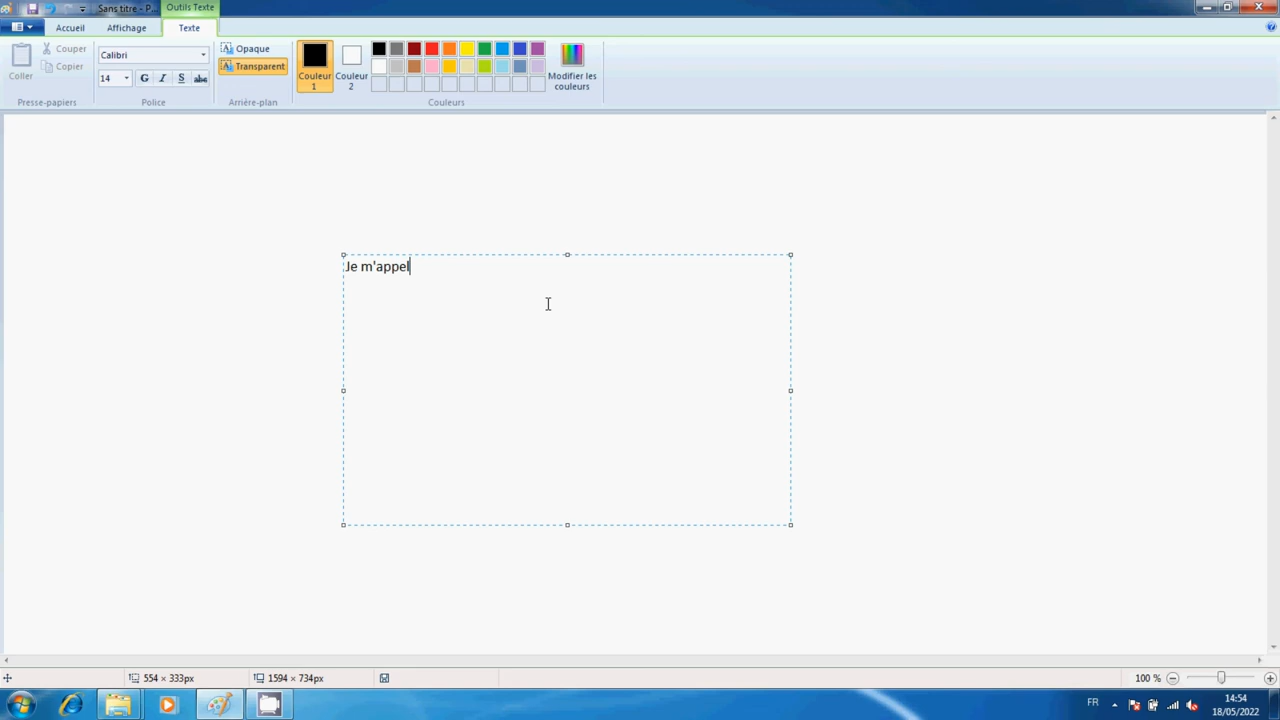 Sans titre - P...
Outils Texte
Accueil
Affichage
Texte
Coller
Couper
Copier
Presse-papiers
Calibri
14
G I S abc
Police
Opaque
Transparent
Arrière-plan
Couleur 1
Couleur 2
Modifier les couleurs
Couleurs
Je m'appel
554 × 333px
1594 × 734px
100 %
FR
14:54
18/05/2022